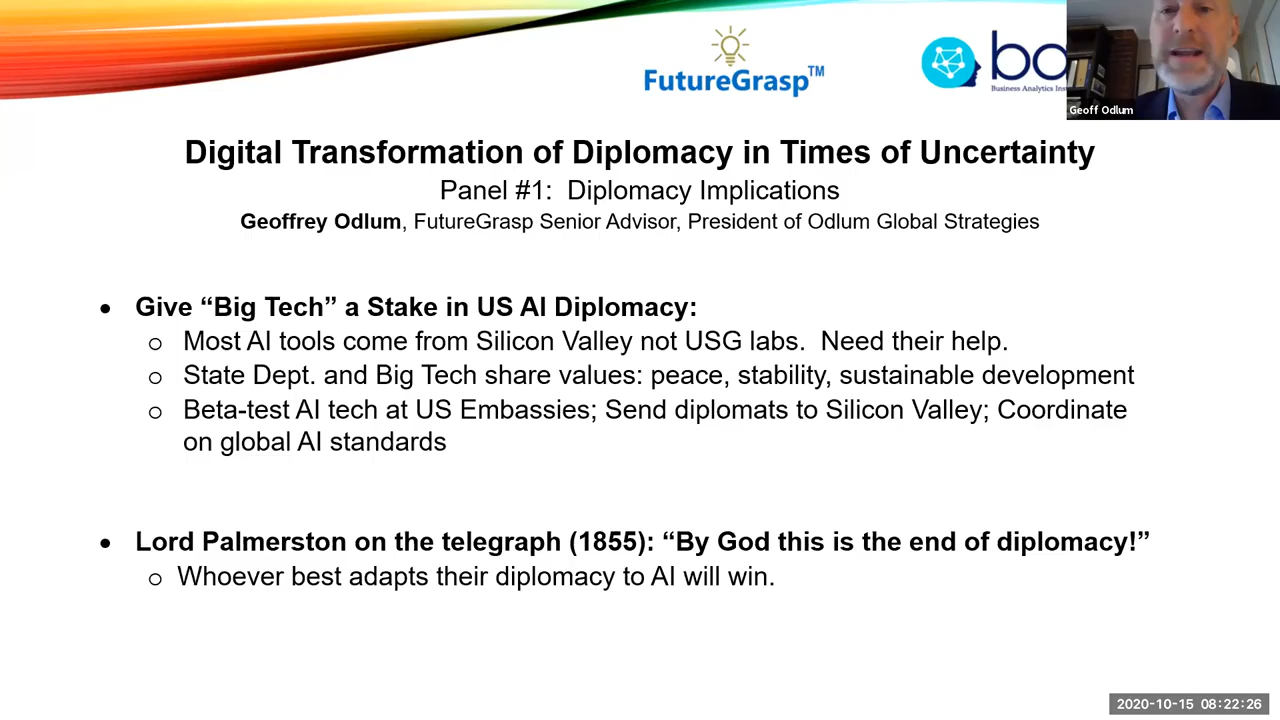 FutureGrasp™
Business Analytics
Geoff Odlum
Digital Transformation of Diplomacy in Times of Uncertainty
Panel #1:  Diplomacy Implications
Geoffrey Odlum, FutureGrasp Senior Advisor, President of Odlum Global Strategies
• Give “Big Tech” a Stake in US AI Diplomacy:
o Most AI tools come from Silicon Valley not USG labs.  Need their help.
o State Dept. and Big Tech share values: peace, stability, sustainable development
o Beta-test AI tech at US Embassies; Send diplomats to Silicon Valley; Coordinate
on global AI standards
• Lord Palmerston on the telegraph (1855): “By God this is the end of diplomacy!”
o Whoever best adapts their diplomacy to AI will win.
2020-10-15  08:22:26